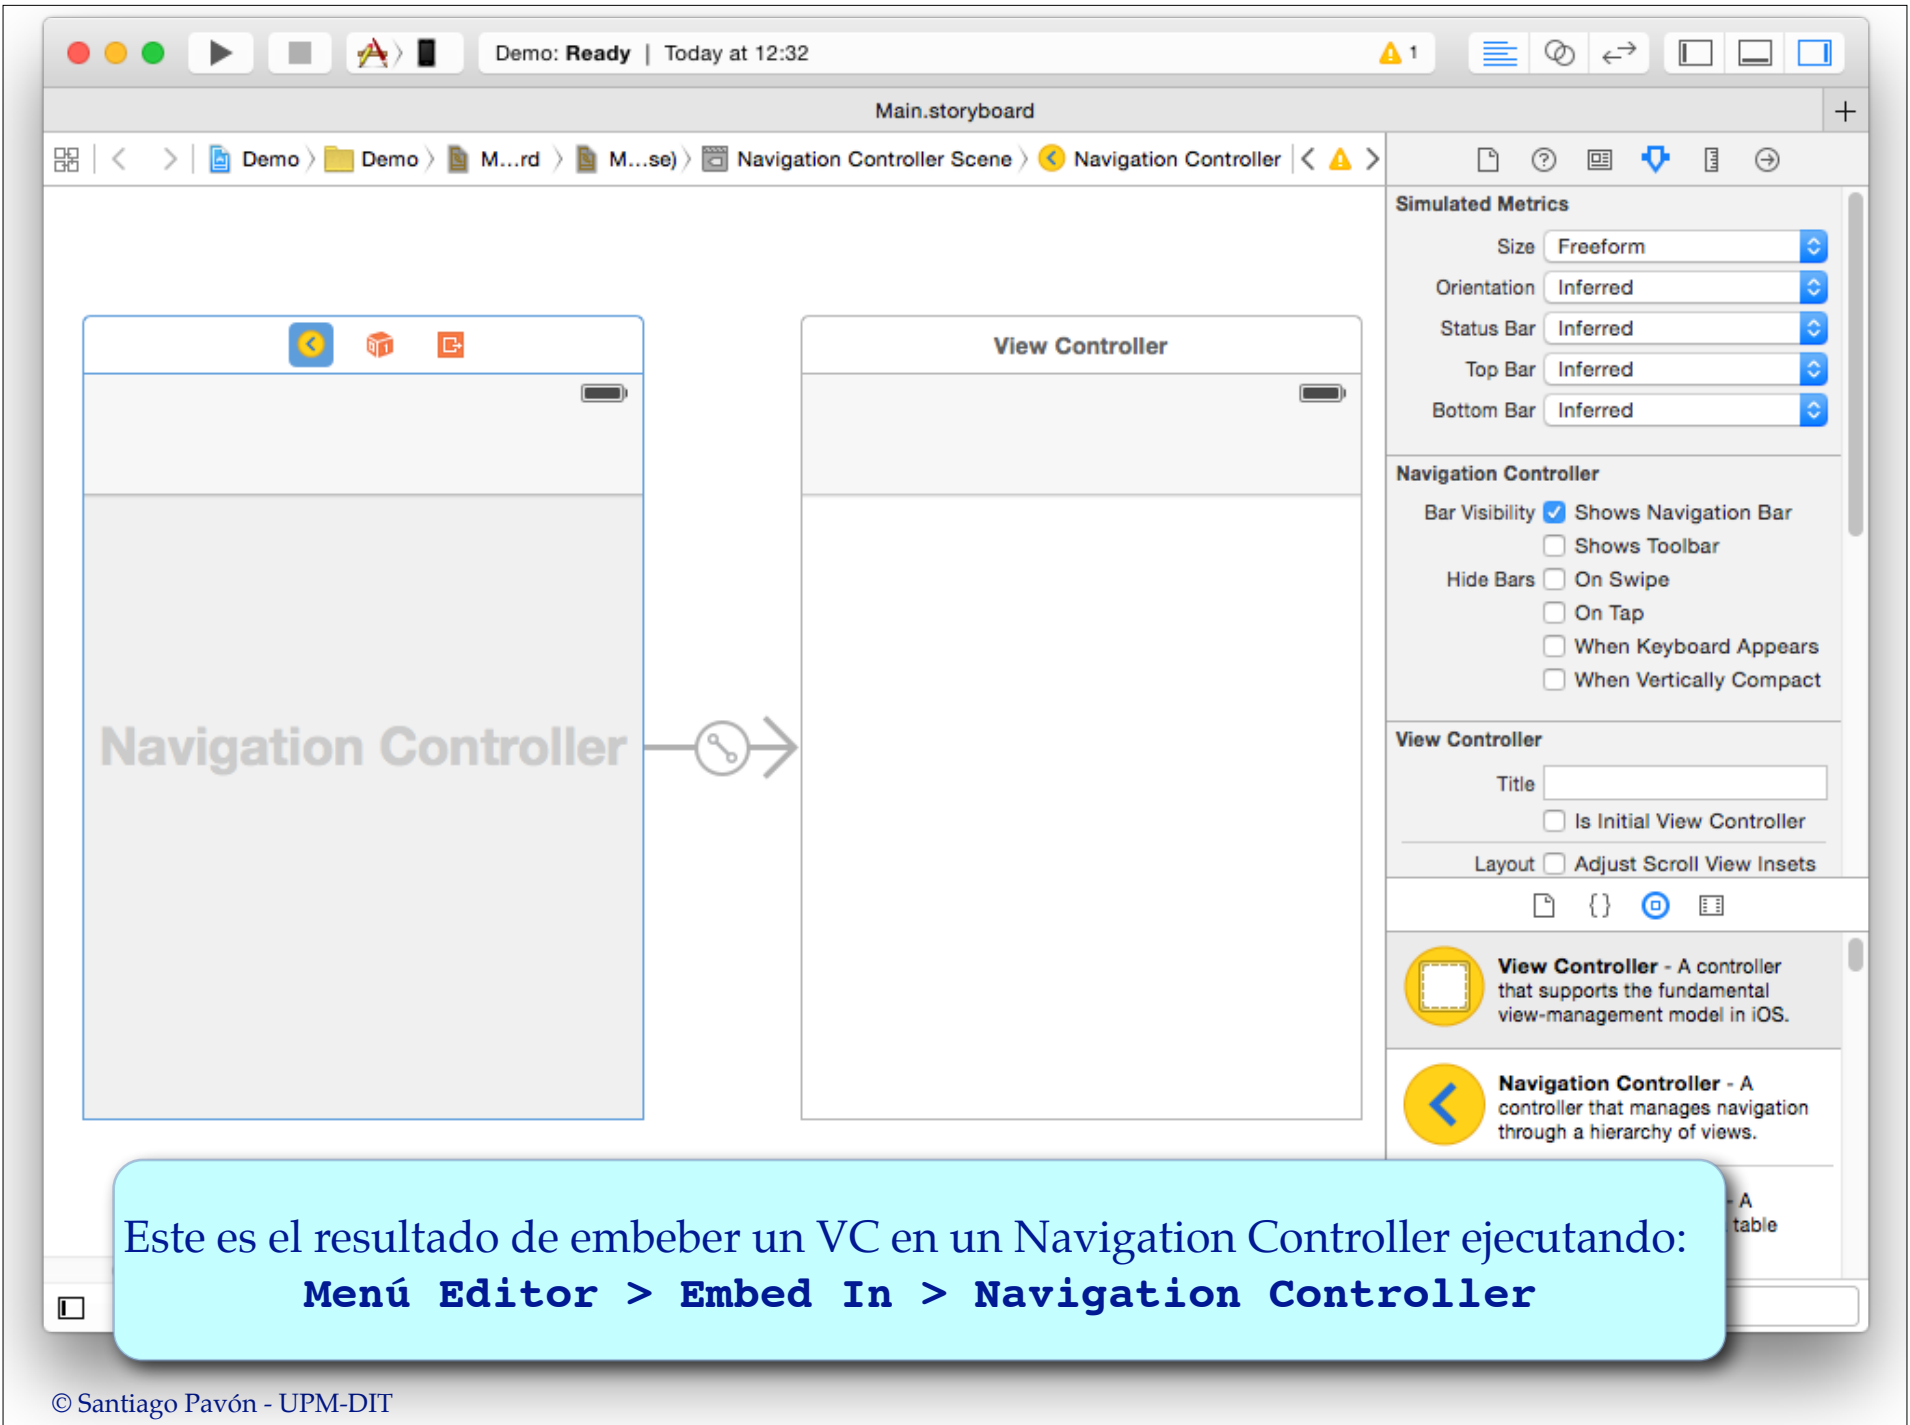 Demo: Ready | Today at 12:32
1
Main.storyboard
Demo
Demo
M...rd
M...se)
Navigation Controller Scene
Navigation Controller
Simulated Metrics
Size Freeform
Orientation Inferred
Status Bar Inferred
Top Bar Inferred
Bottom Bar Inferred
View Controller
Navigation Controller
Bar Visibility Shows Navigation Bar
Shows Toolbar
Hide Bars On Swipe
On Tap
When Keyboard Appears
When Vertically Compact
Navigation Controller
View Controller
Title
Is Initial View Controller
Layout Adjust Scroll View Insets
View Controller - A controller
that supports the fundamental
view-management model in iOS.
Navigation Controller - A
controller that manages navigation
through a hierarchy of views.
- A
table
Este es el resultado de embeber un VC en un Navigation Controller ejecutando:
Menú Editor > Embed In > Navigation Controller
© Santiago Pavón - UPM-DIT